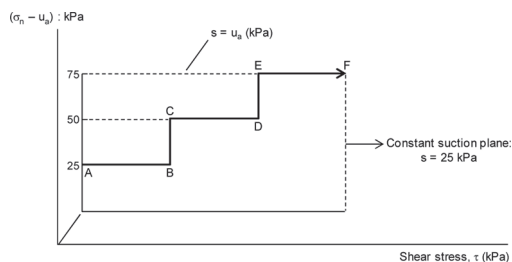 (σn – ua) : kPa
s = ua (kPa)
75
E
F
50
C
D
Constant suction plane:
s = 25 kPa
25
A
B
Shear stress, τ (kPa)